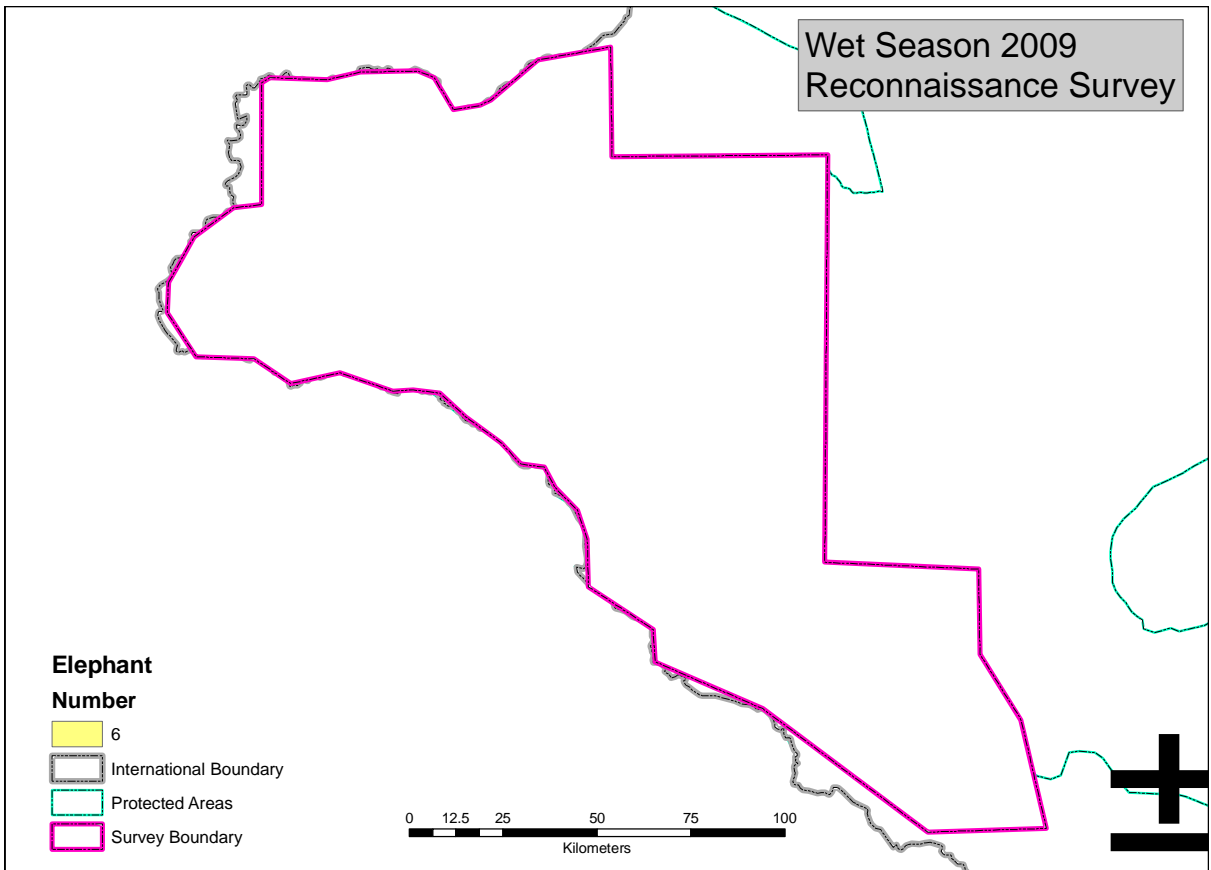 Wet Season 2009
Reconnaissance Survey
Elephant
Number
6
International Boundary
Protected Areas
Survey Boundary
0 12.5 25 50 75 100
Kilometers